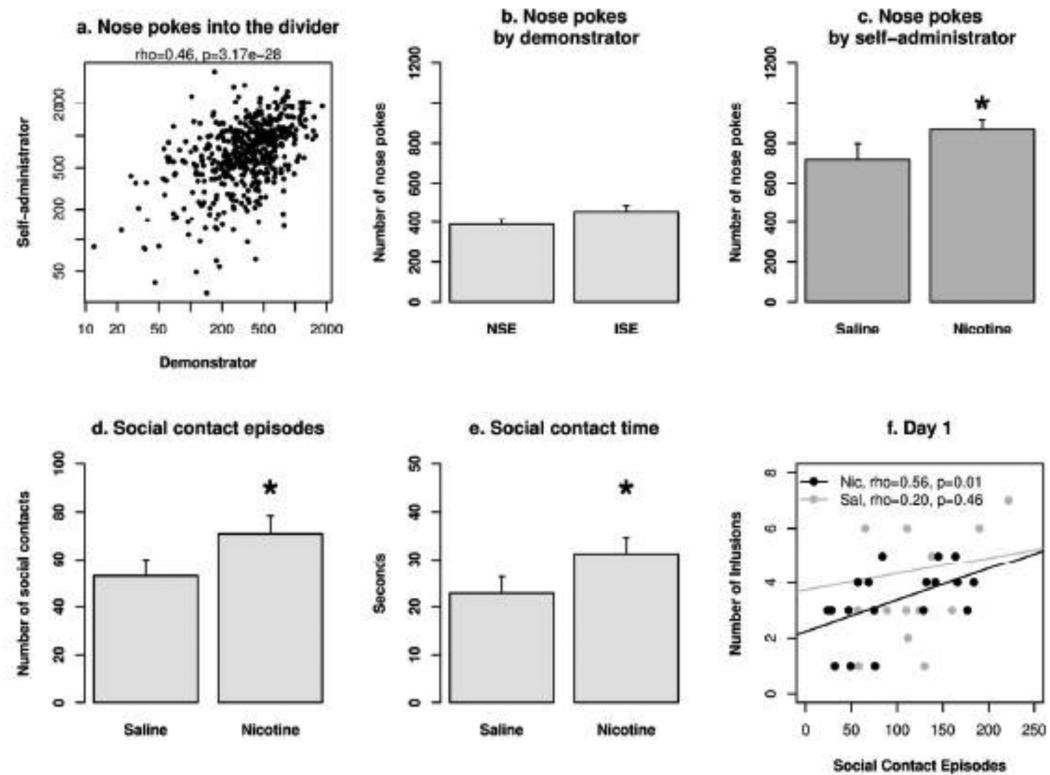 a. Nose pokes into the divider
rho=0.46, p=3.17e−28
Self−administrator
2000
5000
200
50
10 20 50 200 500 2000
Demonstrator
b. Nose pokes
by demonstrator
Number of nose pokes
1200
800
600
400
200
0
NSE ISE
c. Nose pokes
by self−administrator
Number of nose pokes
1200
800
600
400
200
0
*
Saline Nicotine
d. Social contact episodes
Number of social contacts
100
80
60
40
20
0
*
Saline Nicotine
e. Social contact time
Seconds
50
40
30
20
10
0
*
Saline Nicotine
f. Day 1
Number of Infusions
8
6
4
2
0
Nic, rho=0.56, p=0.01
Sal, rho=0.20, p=0.46
0 50 100 150 200 250
Social Contact Episodes